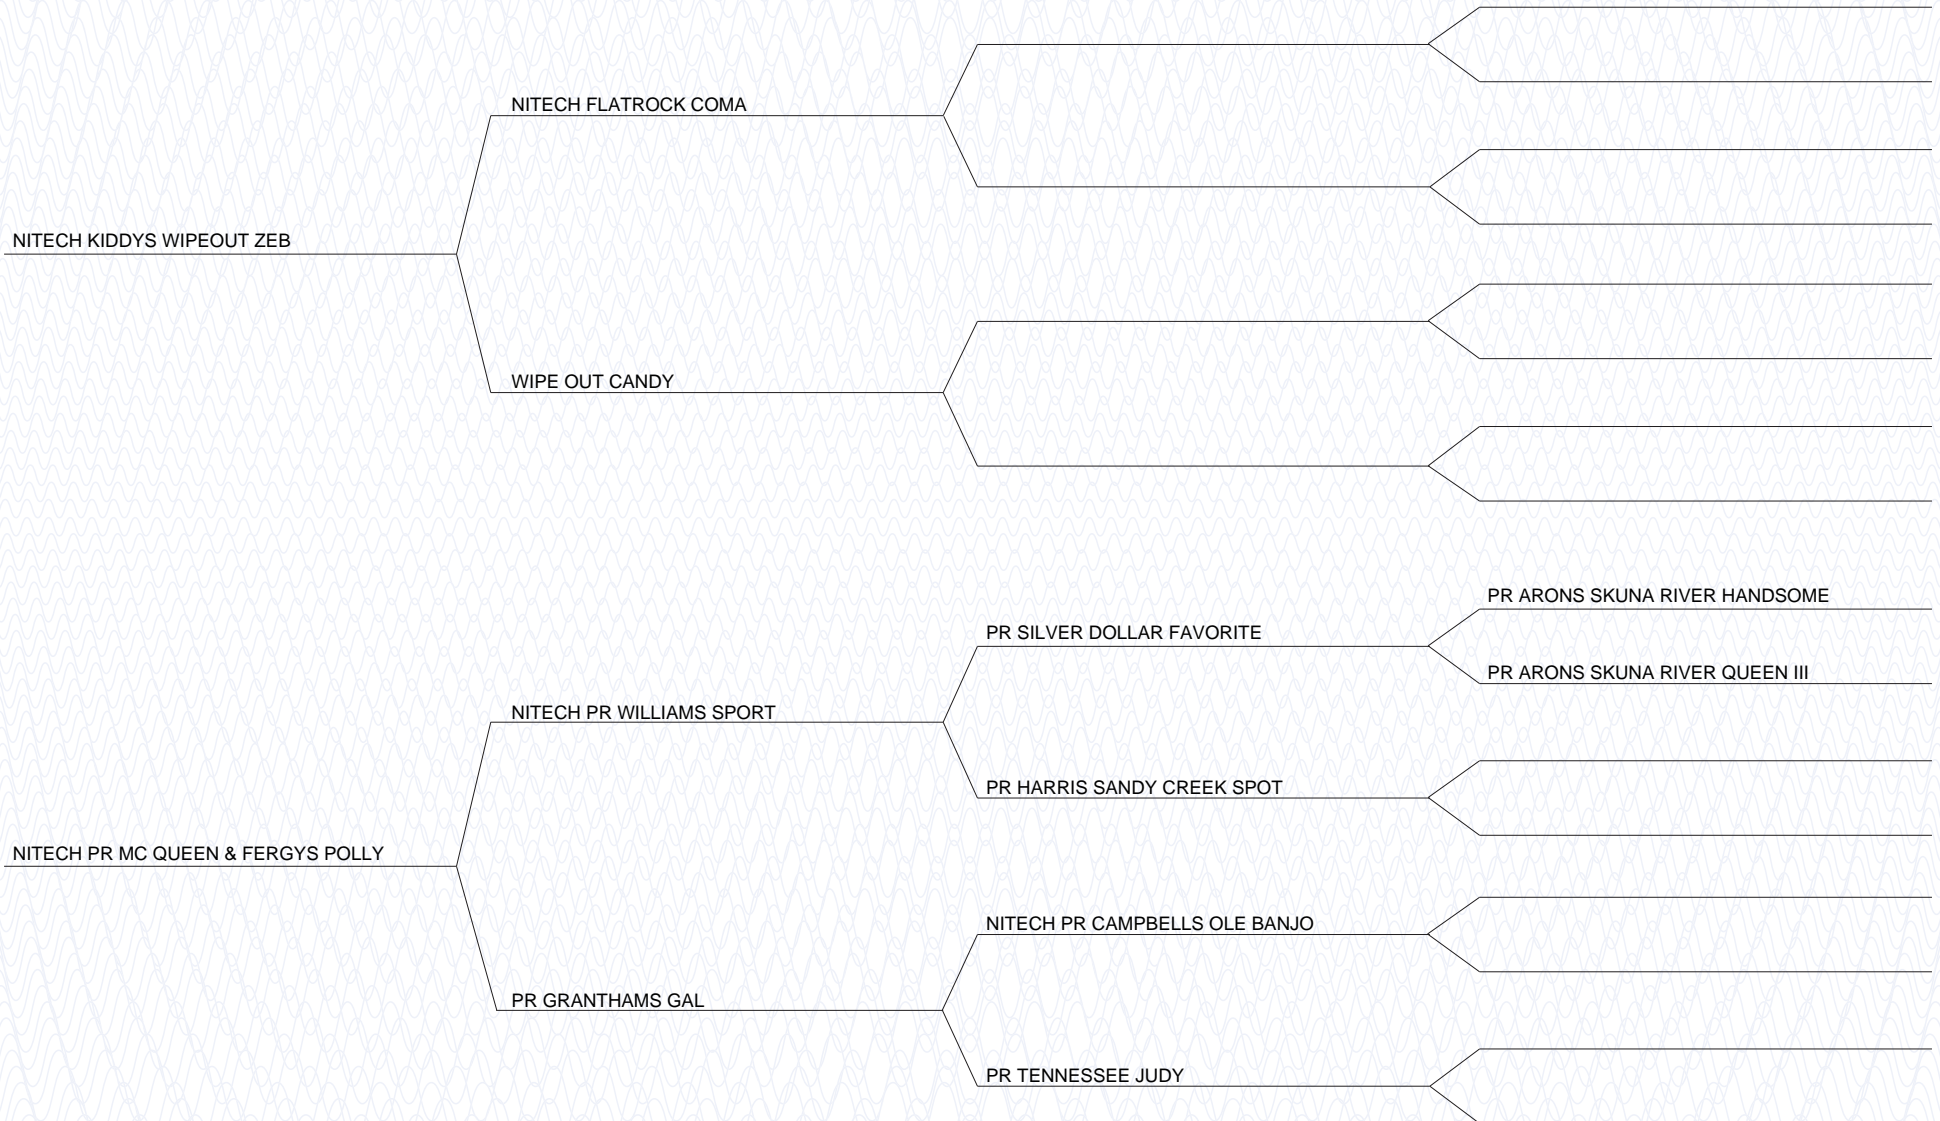 NITECH FLATROCK COMA
NITECH KIDDYS WIPEOUT ZEB
WIPE OUT CANDY
PR ARONS SKUNA RIVER HANDSOME
PR SILVER DOLLAR FAVORITE
PR ARONS SKUNA RIVER QUEEN III
NITECH PR WILLIAMS SPORT
PR HARRIS SANDY CREEK SPOT
NITECH PR MC QUEEN & FERGYS POLLY
NITECH PR CAMPBELLS OLE BANJO
PR GRANTHAMS GAL
PR TENNESSEE JUDY